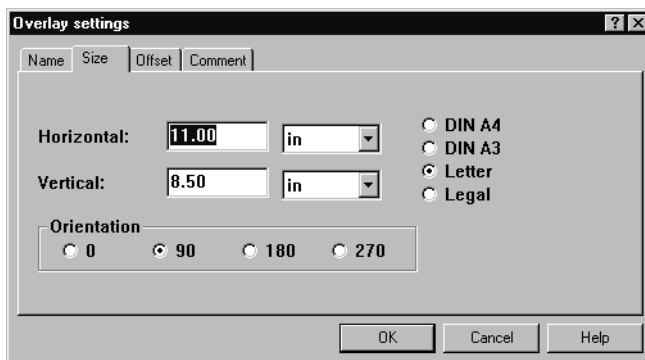 Overlay settings
Name Size Offset Comment
Horizontal: 11.00 in
Vertical: 8.50 in
DIN A4
DIN A3
Letter
Legal
Orientation
0 90 180 270
OK Cancel Help